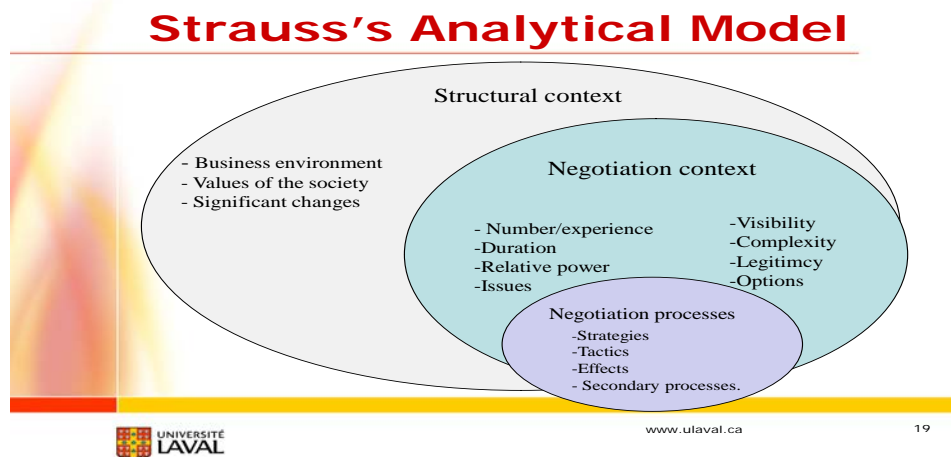 Strauss's Analytical Model
Structural context
- Business environment
- Values of the society
- Significant changes
Negotiation context
- Number/experience
-Duration
-Relative power
-Issues
-Visibility
-Complexity
-Legitimcy
-Options
Negotiation processes
-Strategies
-Tactics
-Effects
- Secondary processes.
UNIVERSITÉ
LAVAL
www.ulaval.ca
19